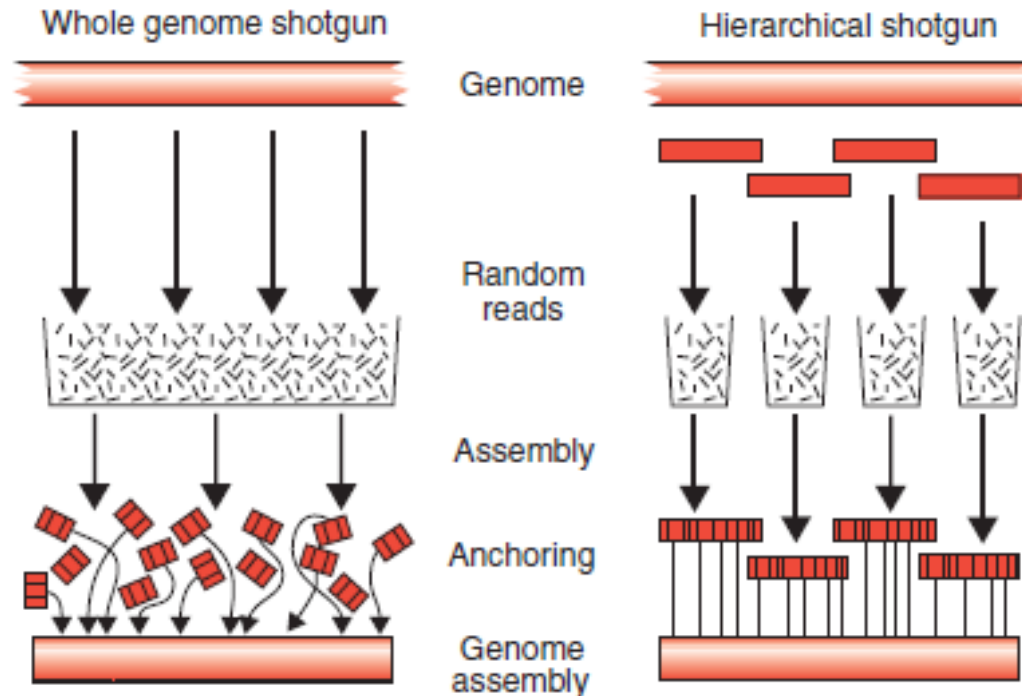 Whole genome shotgun
Hierarchical shotgun
Genome
Random
reads
Assembly
Anchoring
Genome
assembly